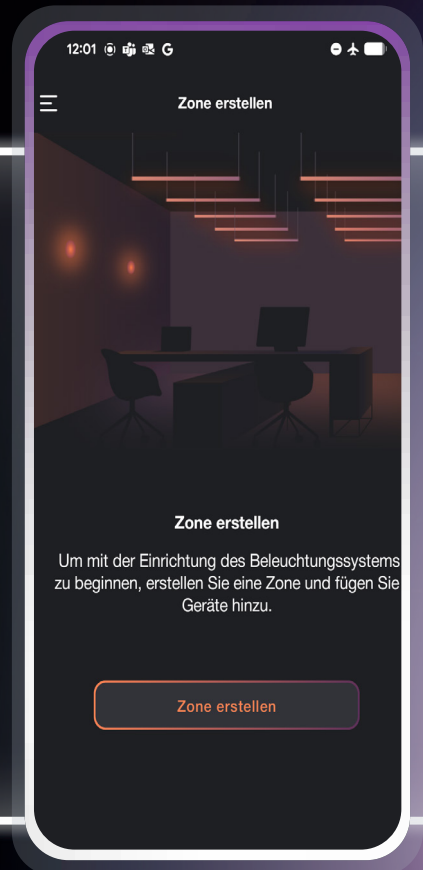 12:01
Zone erstellen
Zone erstellen
Um mit der Einrichtung des Beleuchtungssystems
zu beginnen, erstellen Sie eine Zone und fügen Sie
Geräte hinzu.
Zone erstellen